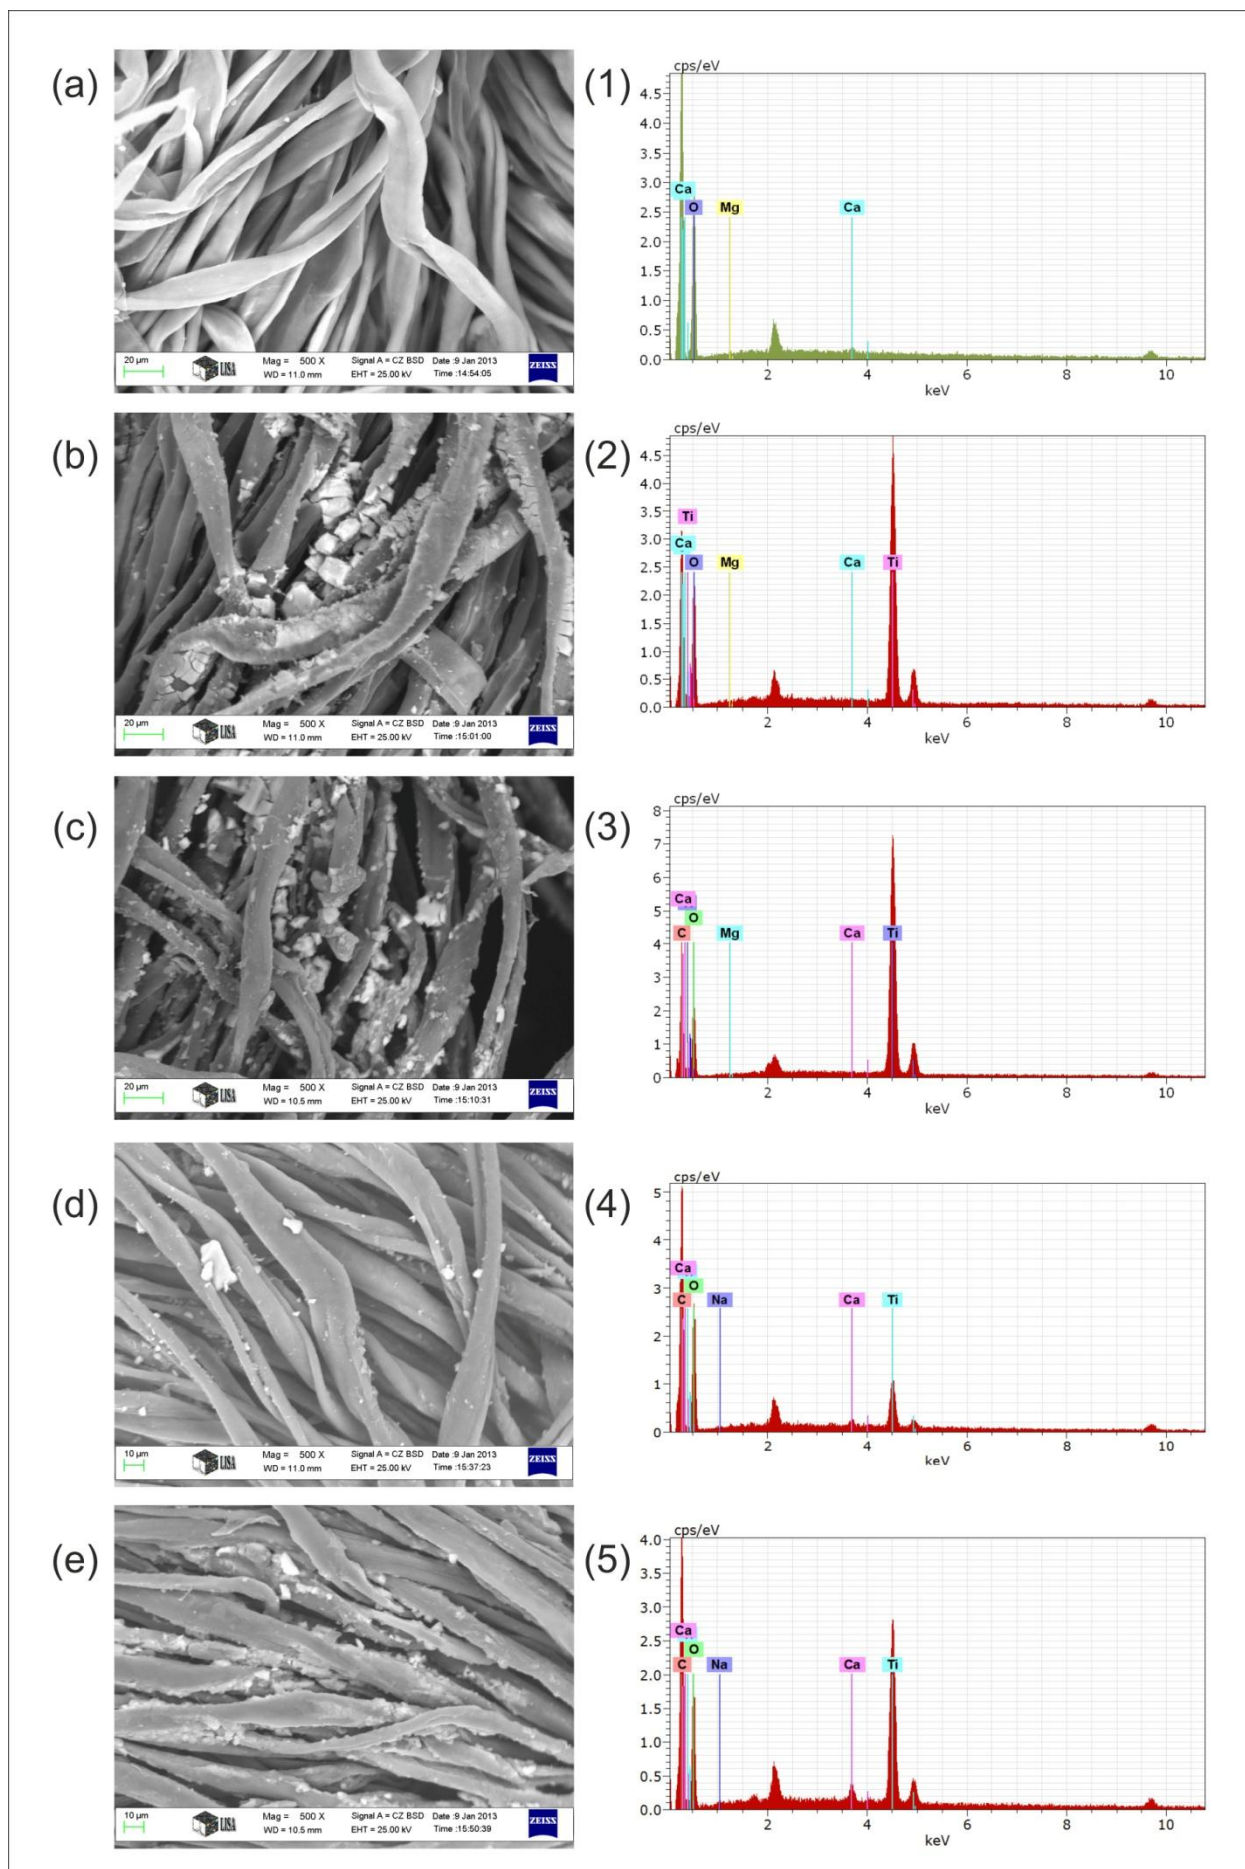 (a)
20 µm
LISA
Mag = 500 X
WD = 11.0 mm
Signal A = CZ BSD
EHT = 25.00 kV
Date :9 Jan 2013
Time :14:54:05
ZEISS
(1)
cps/eV
4.5
4.0
3.5
3.0
2.5
2.0
1.5
1.0
0.5
0.0
Ca
O
Mg
Ca
2
4
6
8
10
keV
(b)
20 µm
LISA
Mag = 500 X
WD = 11.0 mm
Signal A = CZ BSD
EHT = 25.00 kV
Date :9 Jan 2013
Time :15:01:00
ZEISS
(2)
cps/eV
4.5
4.0
3.5
3.0
2.5
2.0
1.5
1.0
0.5
0.0
Ti
Ca
O
Mg
Ca
Ti
2
4
6
8
10
keV
(c)
20 µm
LISA
Mag = 500 X
WD = 10.5 mm
Signal A = CZ BSD
EHT = 25.00 kV
Date :9 Jan 2013
Time :15:10:31
ZEISS
(3)
cps/eV
8
7
6
5
4
3
2
1
0
Ca
O
C
Mg
Ca
Ti
2
4
6
8
10
keV
(d)
10 µm
LISA
Mag = 500 X
WD = 11.0 mm
Signal A = CZ BSD
EHT = 25.00 kV
Date :9 Jan 2013
Time :15:37:23
ZEISS
(4)
cps/eV
5
4
3
2
1
0
Ca
O
C
Na
Ca
Ti
2
4
6
8
10
keV
(e)
10 µm
LISA
Mag = 500 X
WD = 10.5 mm
Signal A = CZ BSD
EHT = 25.00 kV
Date :9 Jan 2013
Time :15:50:39
ZEISS
(5)
cps/eV
4.0
3.5
3.0
2.5
2.0
1.5
1.0
0.5
0.0
Ca
O
C
Na
Ca
Ti
2
4
6
8
10
keV